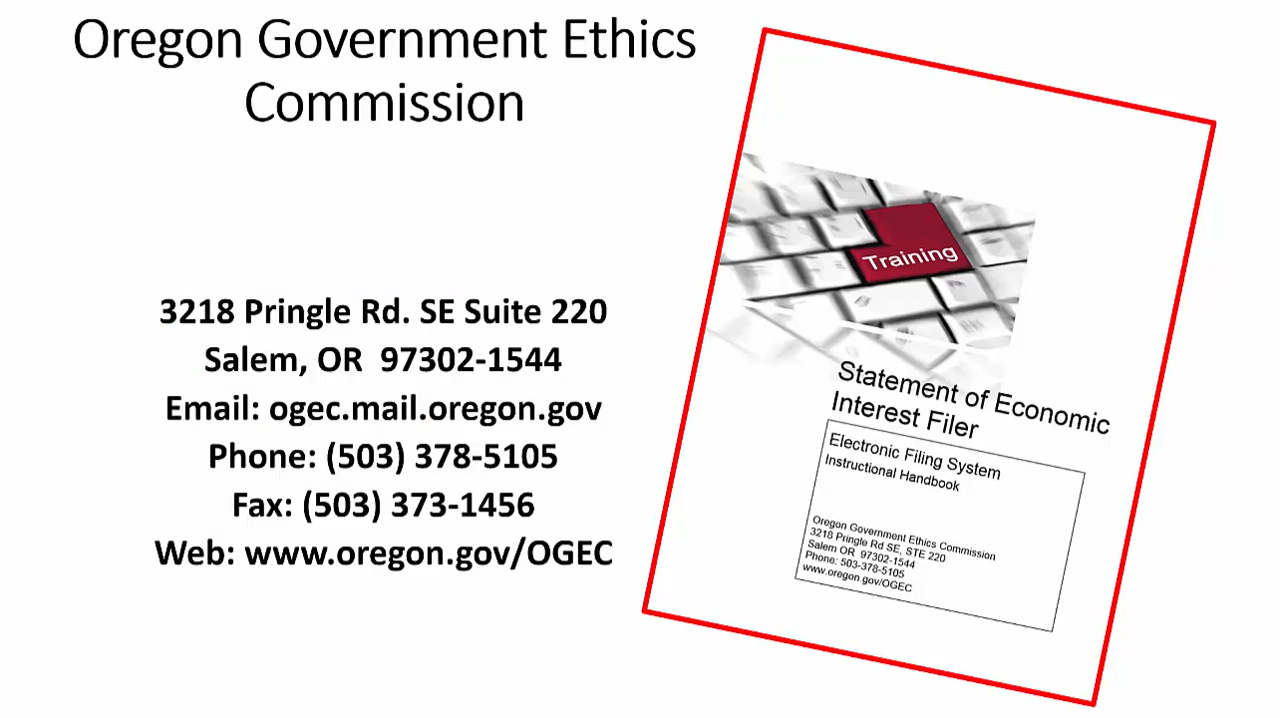 Oregon Government Ethics
Commission
3218 Pringle Rd. SE Suite 220
Salem, OR 97302-1544
Email: ogec.mail.oregon.gov
Phone: (503) 378-5105
Fax: (503) 373-1456
Web: www.oregon.gov/OGEC
Training
Statement of Economic
Interest Filer
Electronic Filing System
Instructional Handbook
Oregon Government Ethics Commission
3218 Pringle Rd SE, STE 220
Salem OR 97302-1544
Phone: 503-378-5105
www.oregon.gov/OGEC